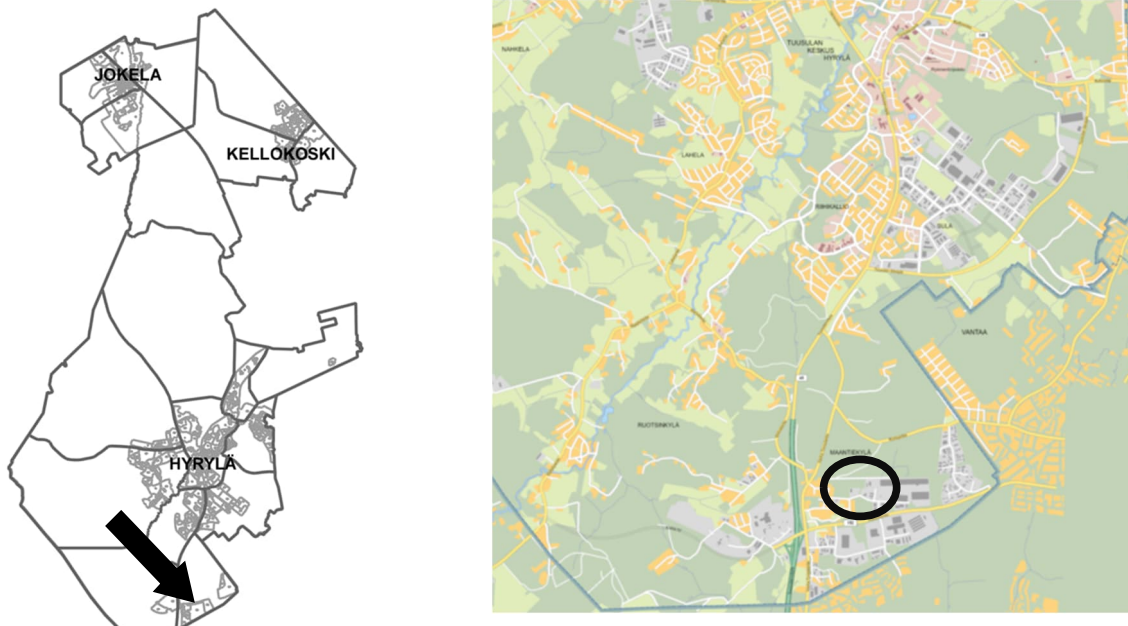 JOKELA
KELLOKOSKI
HYRYLÄ
NAHKELA
TUUSULAN
KESKUS
HYRYLÄ
LAHELA
RIIHIKALLIO
SULA
VANTAA
RUOTSINKYLÄ
MAANTIEKYLÄ